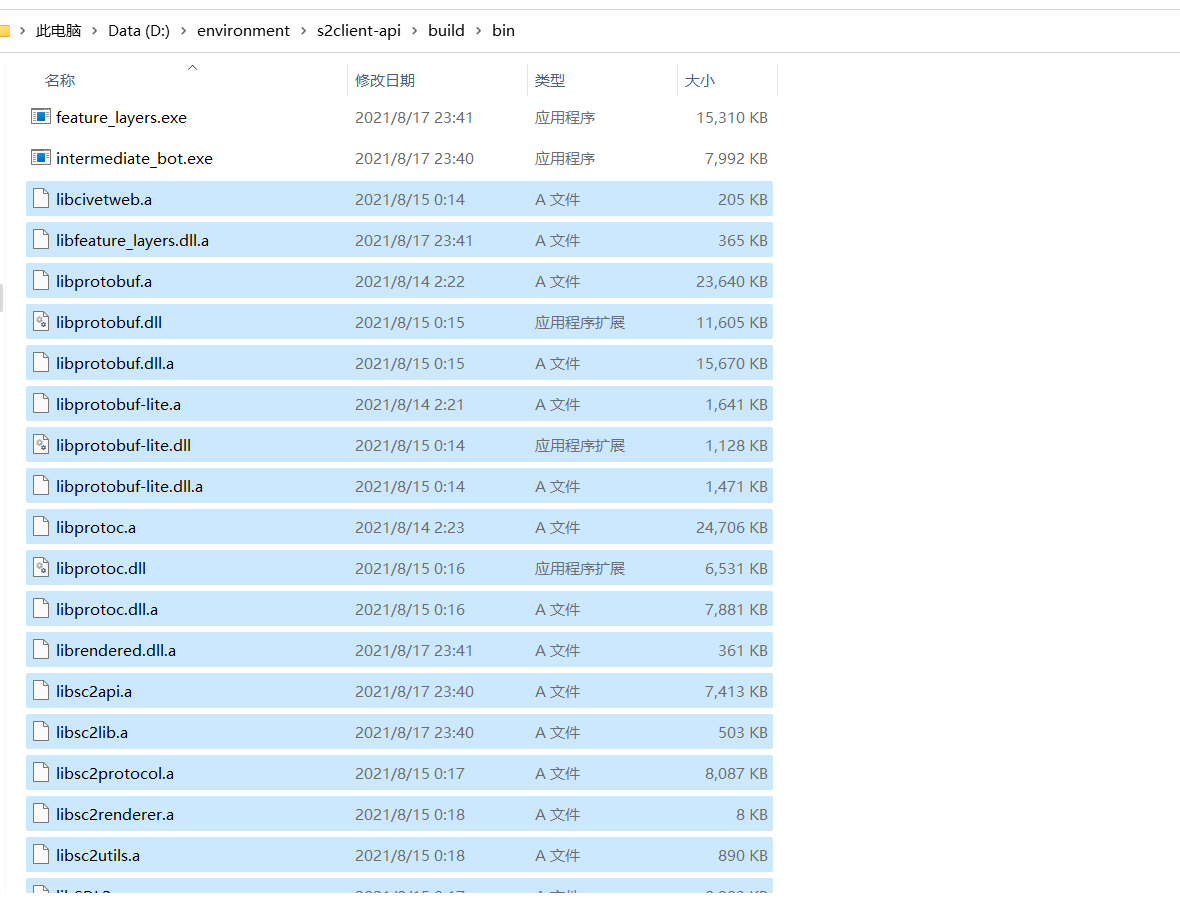 此电脑 > Data (D:) > environment > s2client-api > build > bin
名称 修改日期 类型 大小
feature_layers.exe 2021/8/17 23:41 应用程序 15,310 KB
intermediate_bot.exe 2021/8/17 23:40 应用程序 7,992 KB
libcivetweb.a 2021/8/15 0:14 A 文件 205 KB
libfeature_layers.dll.a 2021/8/17 23:41 A 文件 365 KB
libprotobuf.a 2021/8/14 2:22 A 文件 23,640 KB
libprotobuf.dll 2021/8/15 0:15 应用程序扩展 11,605 KB
libprotobuf.dll.a 2021/8/15 0:15 A 文件 15,670 KB
libprotobuf-lite.a 2021/8/14 2:21 A 文件 1,641 KB
libprotobuf-lite.dll 2021/8/15 0:14 应用程序扩展 1,128 KB
libprotobuf-lite.dll.a 2021/8/15 0:14 A 文件 1,471 KB
libprotoc.a 2021/8/14 2:23 A 文件 24,706 KB
libprotoc.dll 2021/8/15 0:16 应用程序扩展 6,531 KB
libprotoc.dll.a 2021/8/15 0:16 A 文件 7,881 KB
librendered.dll.a 2021/8/17 23:41 A 文件 361 KB
libsc2api.a 2021/8/17 23:40 A 文件 7,413 KB
libsc2lib.a 2021/8/17 23:40 A 文件 503 KB
libsc2protocol.a 2021/8/15 0:17 A 文件 8,087 KB
libsc2renderer.a 2021/8/15 0:18 A 文件 8 KB
libsc2utils.a 2021/8/15 0:18 A 文件 890 KB